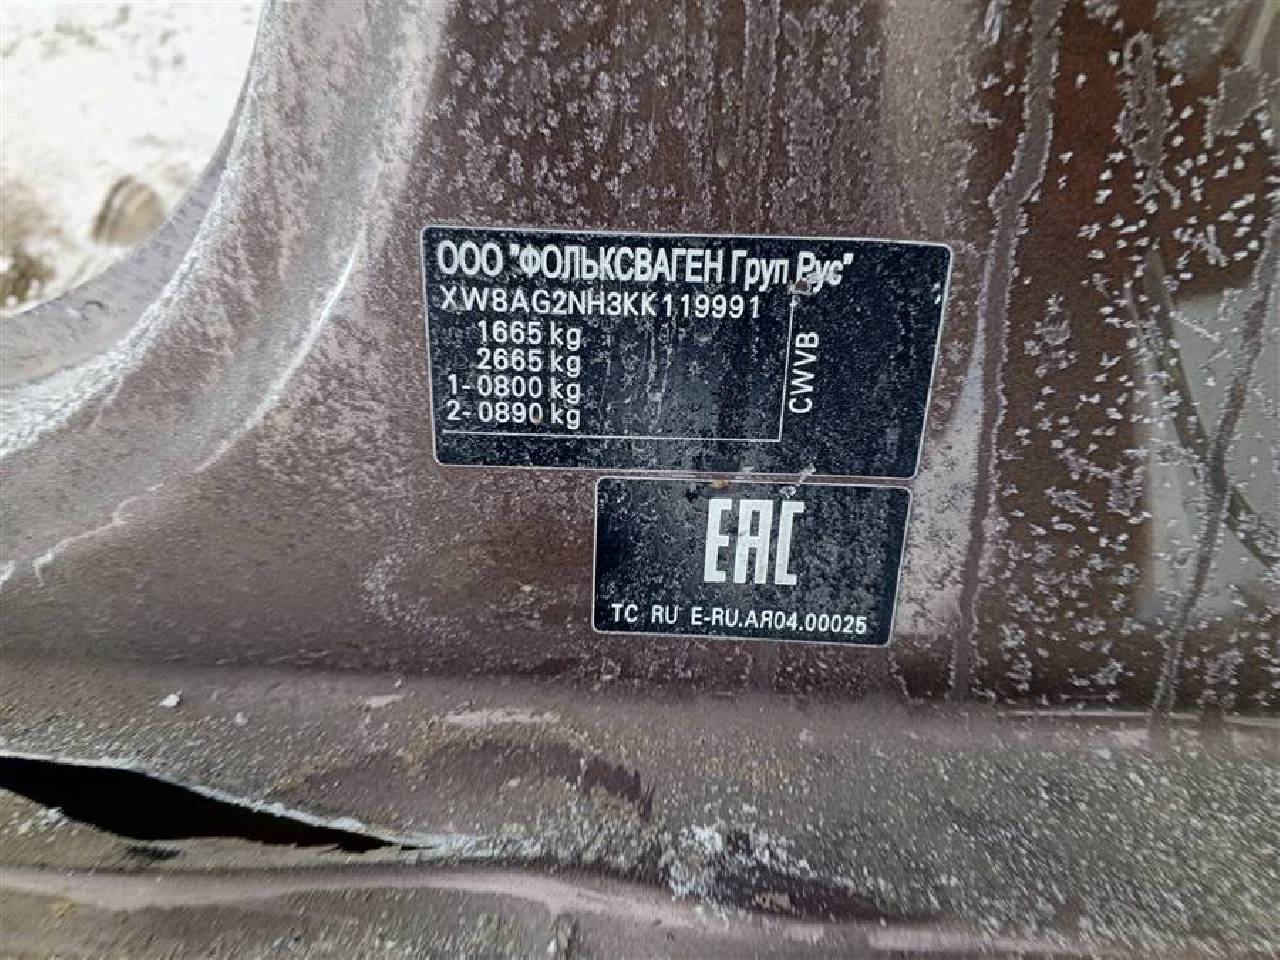 ООО "ФОЛЬКСВАГЕН Груп Рус"
XW8AG2NH3KK119991
1665 kg
2665 kg
1- 0800 kg
2- 0890 kg
CWVB
EAC
TC RU E-RU.АЯ04.00025